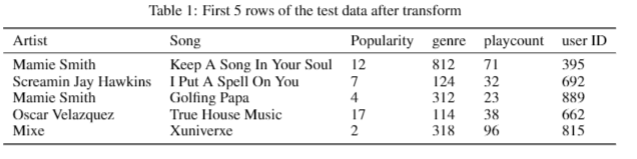 Table 1: First 5 rows of the test data after transform
Artist Song Popularity genre playcount user ID
Mamie Smith Keep A Song In Your Soul 12 812 71 395
Screamin Jay Hawkins I Put A Spell On You 7 124 32 692
Mamie Smith Golfing Papa 4 312 23 889
Oscar Velazquez True House Music 17 114 38 662
Mixe Xuniverxe 2 318 96 815